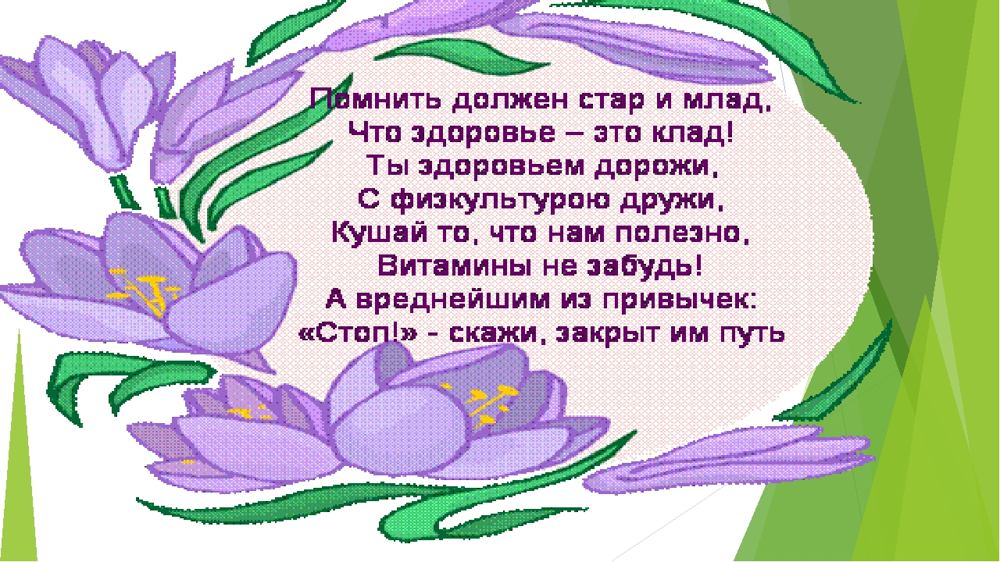 Помнить должен стар и млад,
Что здоровье – это клад!
Ты здоровьем дорожи,
С физкультурою дружи,
Кушай то, что нам полезно,
Витамины не забудь!
А вреднейшим из привычек:
«Стоп!» - скажи, закрыт им путь